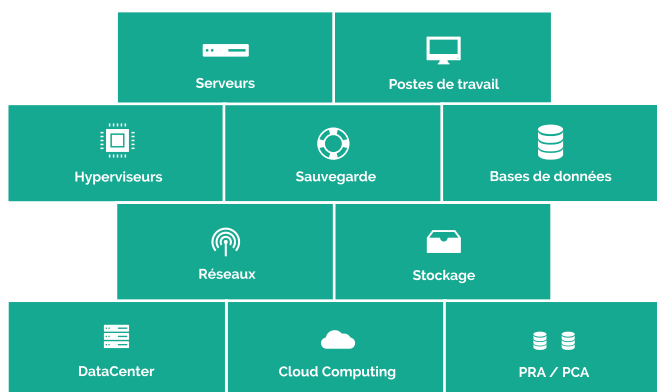 Serveurs
Postes de travail
Hyperviseurs
Sauvegarde
Bases de données
Réseaux
Stockage
DataCenter
Cloud Computing
PRA / PCA